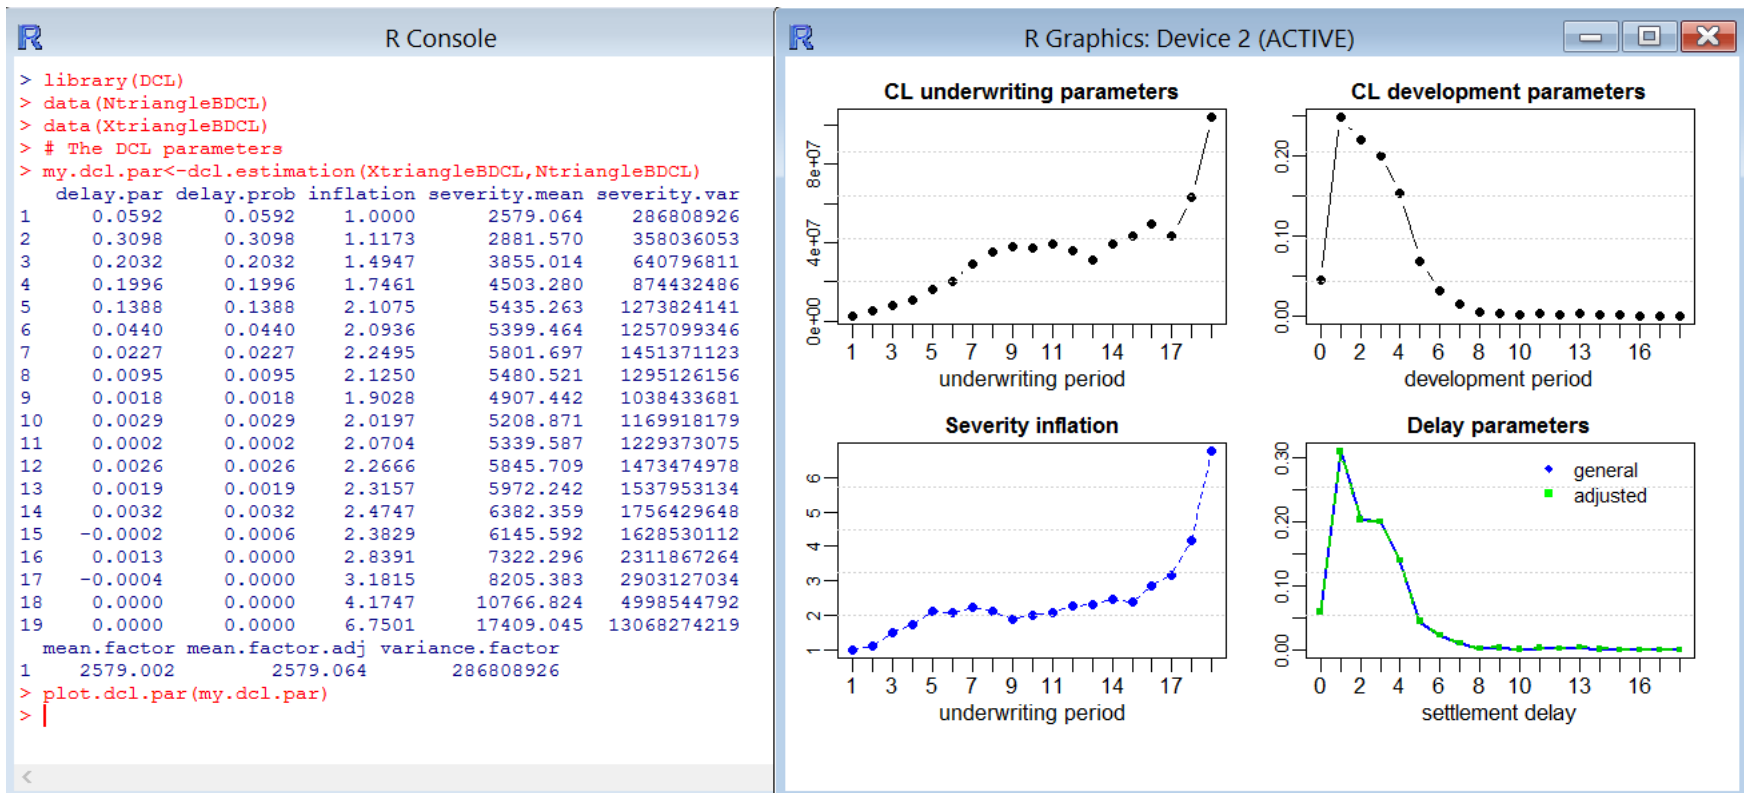 R Console
> library(DCL)
> data(NtriangleBDCL)
> data(XtriangleBDCL)
> # The DCL parameters
> my.dcl.par<-dcl.estimation(XtriangleBDCL,NtriangleBDCL)
delay.par delay.prob inflation severity.mean severity.var
1 0.0592 0.0592 1.0000 2579.064 286808926
2 0.3098 0.3098 1.1173 2881.570 358036053
3 0.2032 0.2032 1.4947 3855.014 640796811
4 0.1996 0.1996 1.7461 4503.280 874432486
5 0.1388 0.1388 2.1075 5435.263 1273824141
6 0.0440 0.0440 2.0936 5399.464 1257099346
7 0.0227 0.0227 2.2495 5801.697 1451371123
8 0.0095 0.0095 2.1250 5480.521 1295126156
9 0.0018 0.0018 1.9028 4907.442 1038433681
10 0.0029 0.0029 2.0197 5208.871 1169918179
11 0.0002 0.0002 2.0704 5339.587 1229373075
12 0.0026 0.0026 2.2666 5845.709 1473474978
13 0.0019 0.0019 2.3157 5972.242 1537953134
14 0.0032 0.0032 2.4747 6382.359 1756429648
15 -0.0002 0.0006 2.3829 6145.592 1628530112
16 0.0013 0.0000 2.8391 7322.296 2311867264
17 -0.0004 0.0000 3.1815 8205.383 2903127034
18 0.0000 0.0000 4.1747 10766.824 4998544792
19 0.0000 0.0000 6.7501 17409.045 13068274219
mean.factor mean.factor.adj variance.factor
1 2579.002 2579.064 286808926
> plot.dcl.par(my.dcl.par)
>
R Graphics: Device 2 (ACTIVE)
CL underwriting parameters
8e+07
4e+07
0e+00
1 3 5 7 9 11 14 17
underwriting period
CL development parameters
0.20
0.10
0.00
0 2 4 6 8 10 13 16
development period
Severity inflation
6
5
4
3
2
1
1 3 5 7 9 11 14 17
underwriting period
Delay parameters
general
adjusted
0.30
0.20
0.10
0.00
0 2 4 6 8 10 13 16
settlement delay